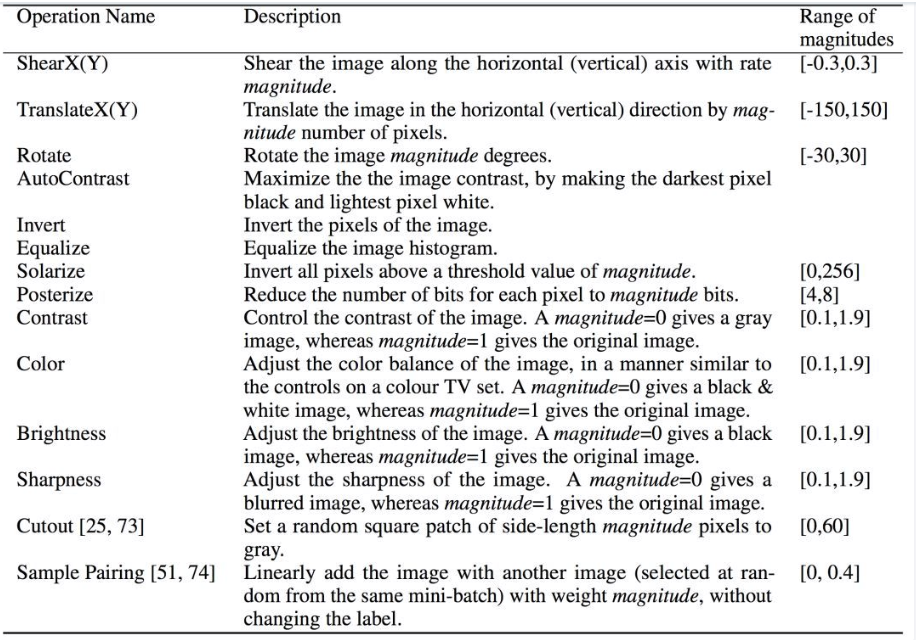 Operation Name Description Range of
magnitudes
ShearX(Y) Shear the image along the horizontal (vertical) axis with rate [-0.3,0.3]
magnitude.
TranslateX(Y) Translate the image in the horizontal (vertical) direction by mag- [-150,150]
nitude number of pixels.
Rotate Rotate the image magnitude degrees. [-30,30]
AutoContrast Maximize the the image contrast, by making the darkest pixel
black and lightest pixel white.
Invert Invert the pixels of the image.
Equalize Equalize the image histogram.
Solarize Invert all pixels above a threshold value of magnitude. [0,256]
Posterize Reduce the number of bits for each pixel to magnitude bits. [4,8]
Contrast Control the contrast of the image. A magnitude=0 gives a gray [0.1,1.9]
image, whereas magnitude=1 gives the original image.
Color Adjust the color balance of the image, in a manner similar to [0.1,1.9]
the controls on a colour TV set. A magnitude=0 gives a black &
white image, whereas magnitude=1 gives the original image.
Brightness Adjust the brightness of the image. A magnitude=0 gives a black [0.1,1.9]
image, whereas magnitude=1 gives the original image.
Sharpness Adjust the sharpness of the image. A magnitude=0 gives a [0.1,1.9]
blurred image, whereas magnitude=1 gives the original image.
Cutout [25, 73] Set a random square patch of side-length magnitude pixels to [0,60]
gray.
Sample Pairing [51, 74] Linearly add the image with another image (selected at ran- [0, 0.4]
dom from the same mini-batch) with weight magnitude, without
changing the label.